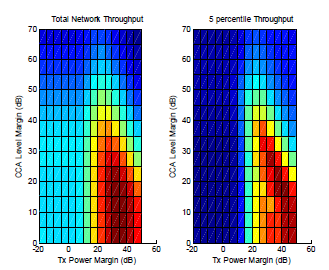 Total Network Throughput
70
60
50
40
30
20
10
0
-20 0 20 40 60
Tx Power Margin (dB)
CCA Level Margin (dB)
5 percentile Throughput
70
60
50
40
30
20
10
0
-20 0 20 40 60
Tx Power Margin (dB)
CCA Level Margin (dB)